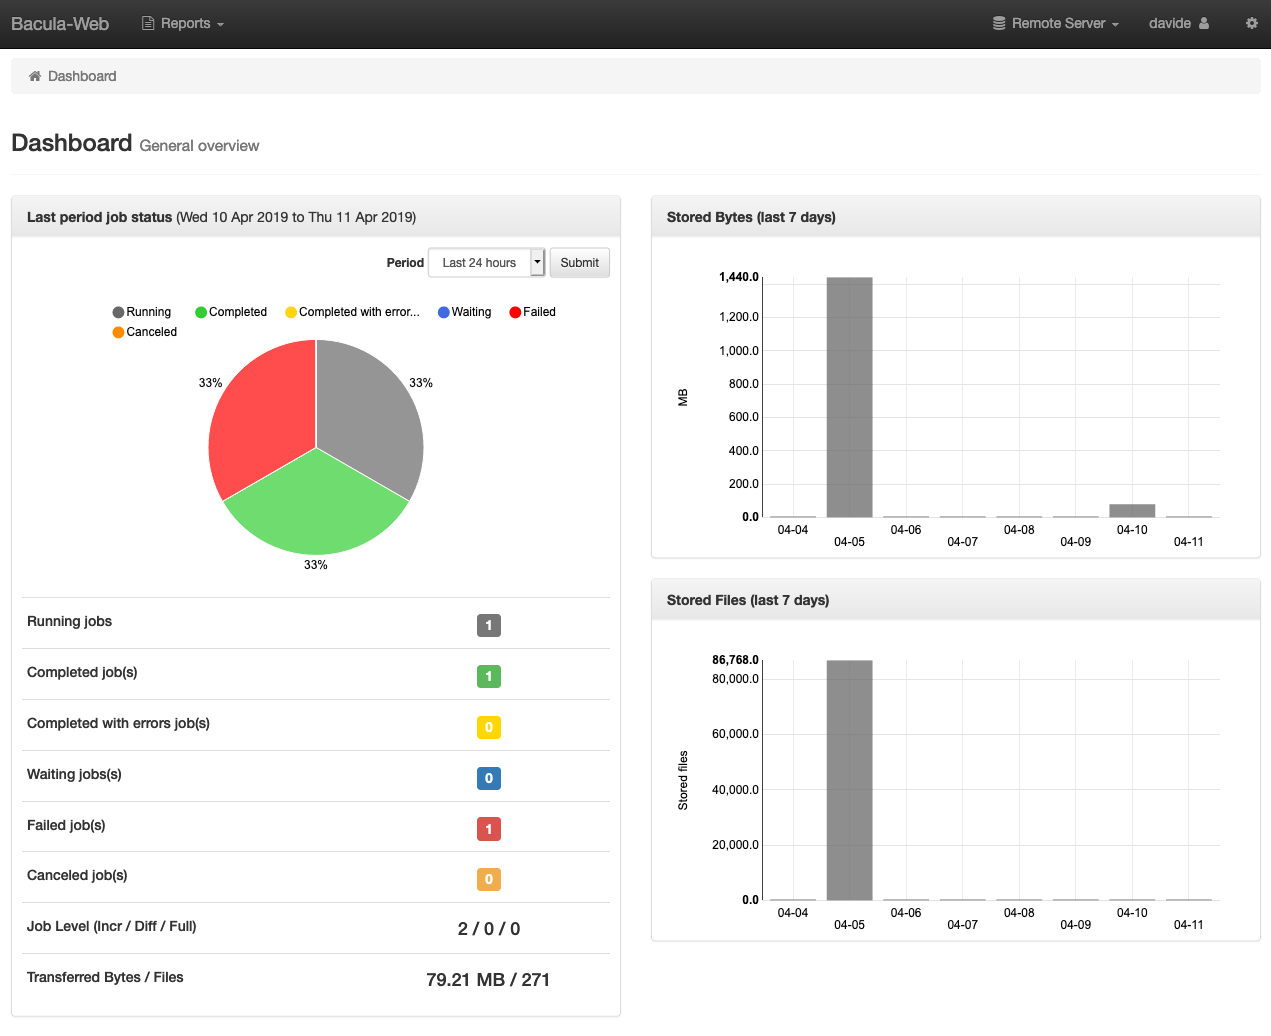 Bacula-Web Reports Remote Server davide
Dashboard
Dashboard General overview
Last period job status (Wed 10 Apr 2019 to Thu 11 Apr 2019)
Period Last 24 hours Submit
Running Completed Completed with error... Waiting Failed
Canceled
33% 33%
33%
Running jobs 1
Completed job(s) 1
Completed with errors job(s) 0
Waiting jobs(s) 0
Failed job(s) 1
Canceled job(s) 0
Job Level (Incr / Diff / Full) 2 / 0 / 0
Transferred Bytes / Files 79.21 MB / 271
Stored Bytes (last 7 days)
1,440.0
1,200.0
1,000.0
800.0
MB
600.0
400.0
200.0
0.0
04-04 04-06 04-08 04-10
04-05 04-07 04-09 04-11
Stored Files (last 7 days)
86,768.0
80,000.0
60,000.0
Stored files
40,000.0
20,000.0
0.0
04-04 04-06 04-08 04-10
04-05 04-07 04-09 04-11